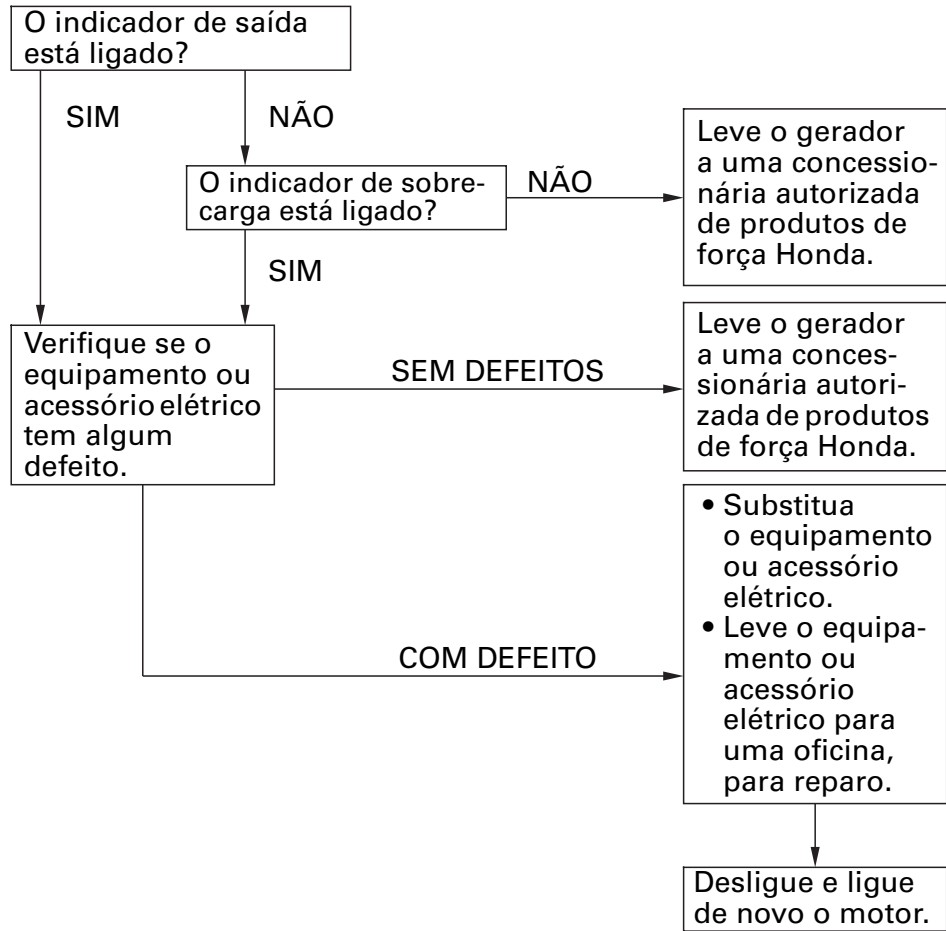 O indicador de saída
está ligado?
SIM
NÃO
O indicador de sobre-
carga está ligado?
NÃO
Leve o gerador
a uma concessio-
nária autorizada
de produtos de
força Honda.
SIM
Verifique se o
equipamento ou
acessório elétrico
tem algum
defeito.
SEM DEFEITOS
Leve o gerador
a uma conces-
sionária autori-
zada de produtos
de força Honda.
COM DEFEITO
• Substitua
o equipamento
ou acessório
elétrico.
• Leve o equipa-
mento ou
acessório
elétrico para
uma oficina,
para reparo.
Desligue e ligue
de novo o motor.